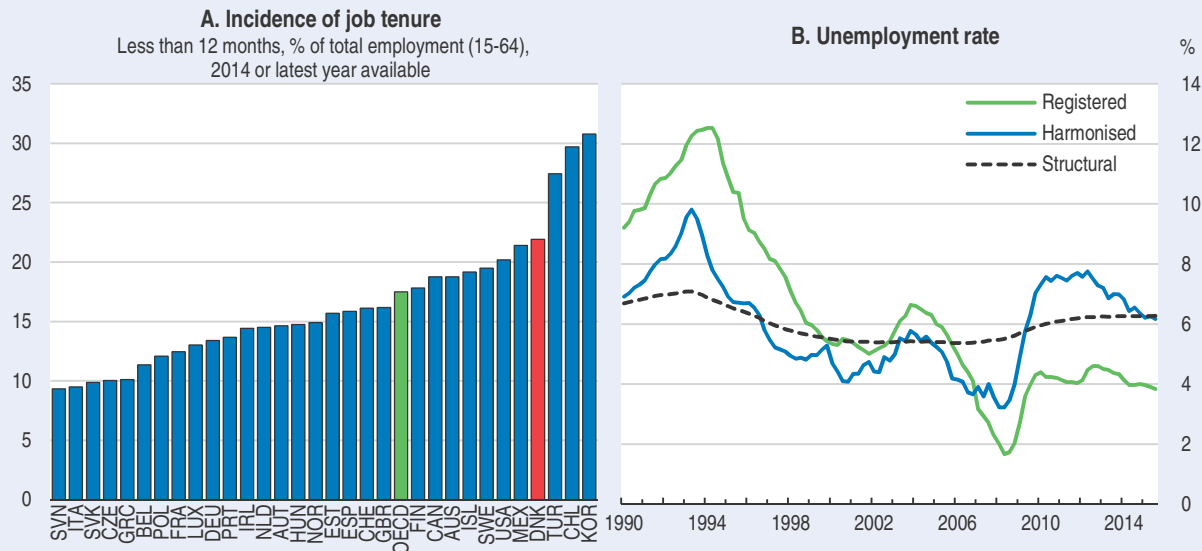 A. Incidence of job tenure
Less than 12 months, % of total employment (15-64),
2014 or latest year available
35
30
25
20
15
10
5
0
SVN ITA SVK CZE GRC BEL POL FRA LUX DEU PRT IRL NLD AUT HUN NOR EST ESP CHE GBR OECD FIN CAN AUS ISL SWE USA MEX DNK TUR CHL KOR
B. Unemployment rate
%
14
12
10
8
6
4
2
0
Registered
Harmonised
Structural
1990 1994 1998 2002 2006 2010 2014